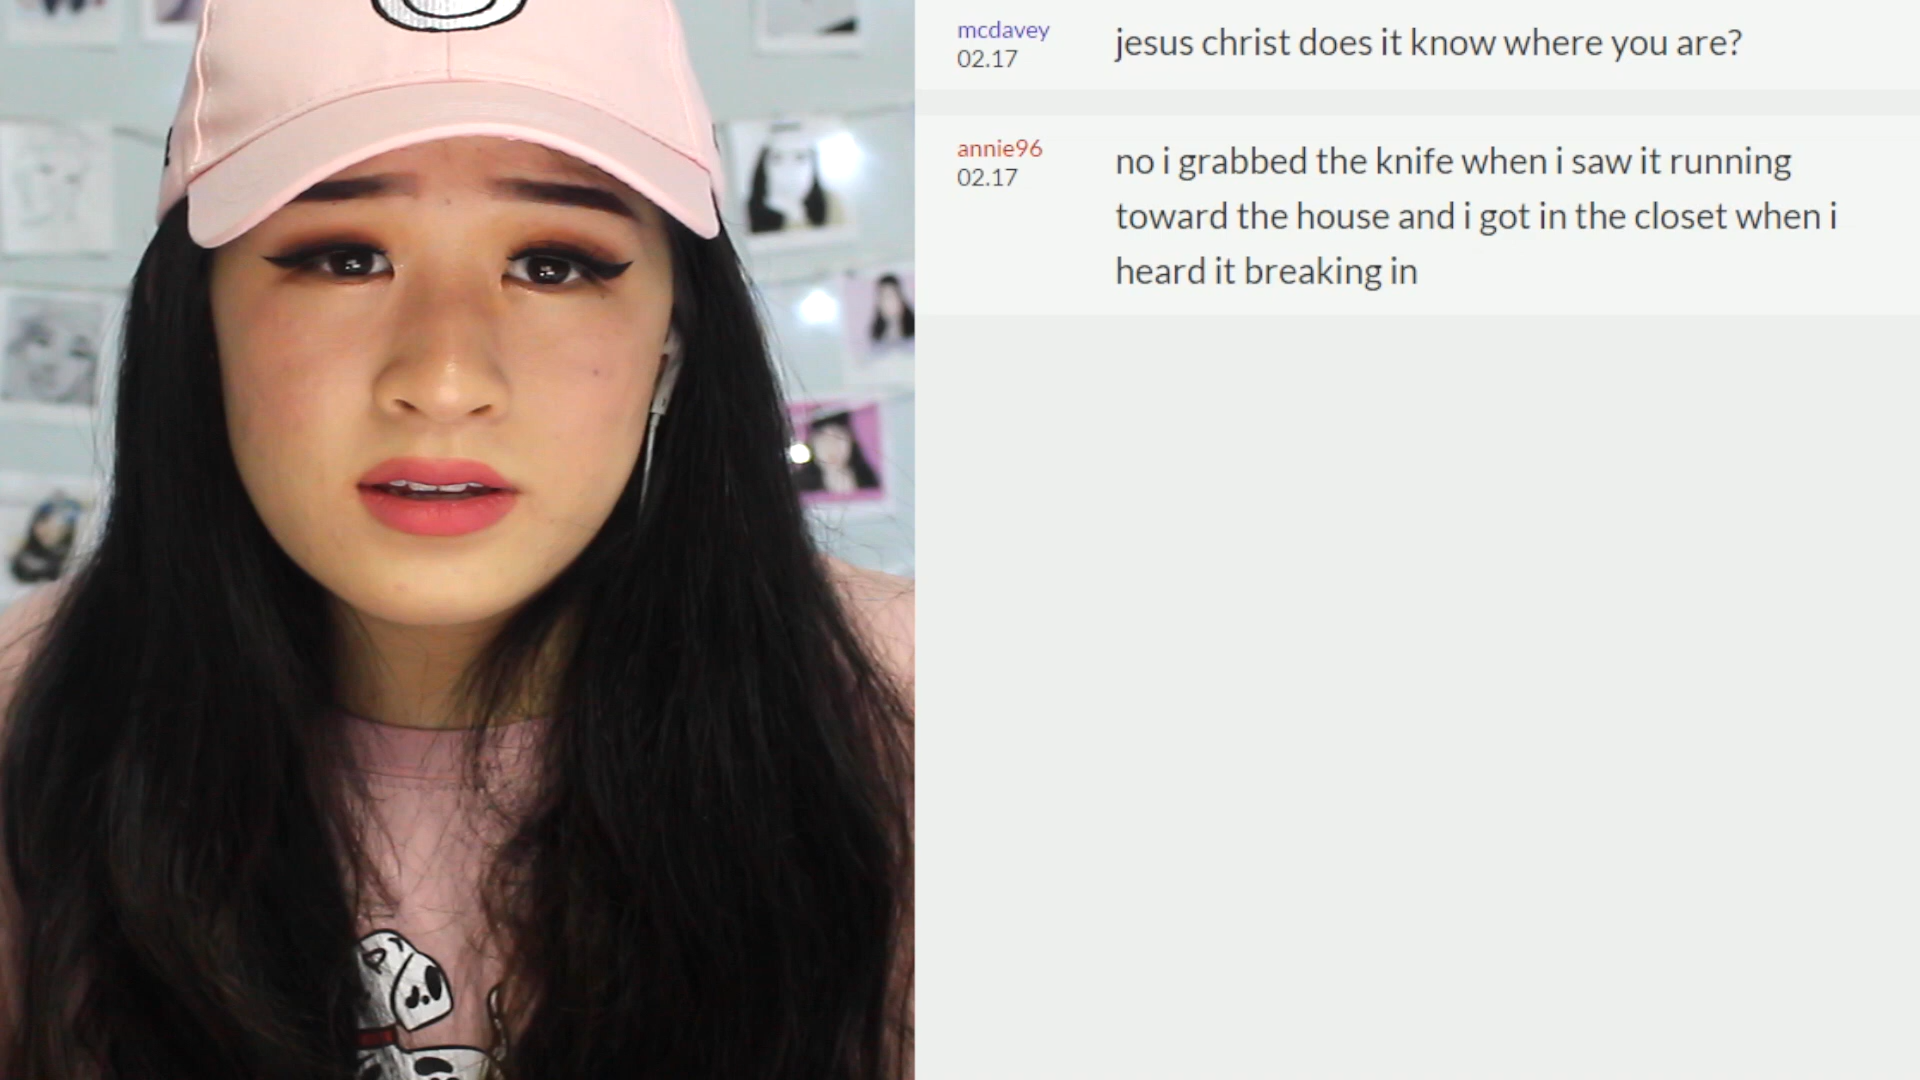 mcdavey
02.17
jesus christ does it know where you are?
annie96
02.17
no i grabbed the knife when i saw it running
toward the house and i got in the closet when i
heard it breaking in